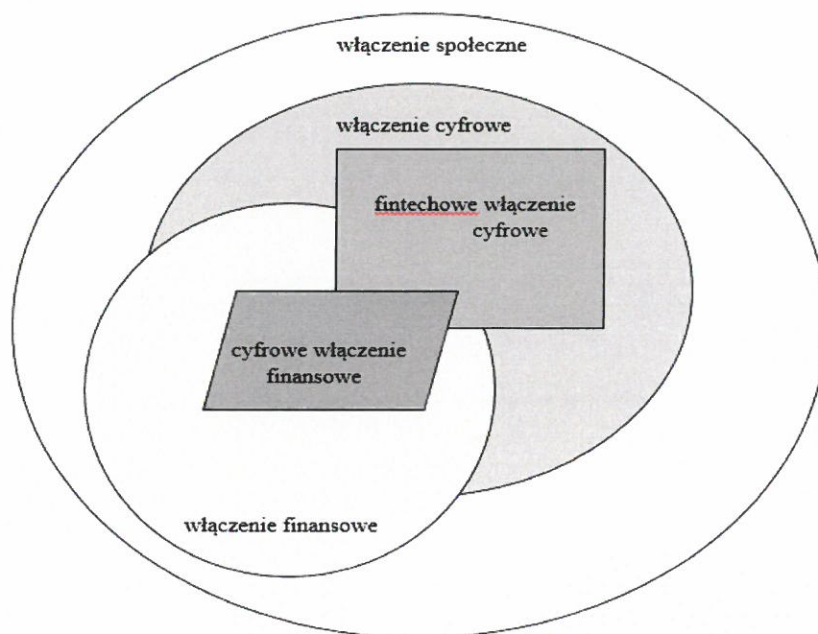 włączenie społeczne
włączenie cyfrowe
fintechowe włączenie
cyfrowe
cyfrowe włączenie
finansowe
włączenie finansowe